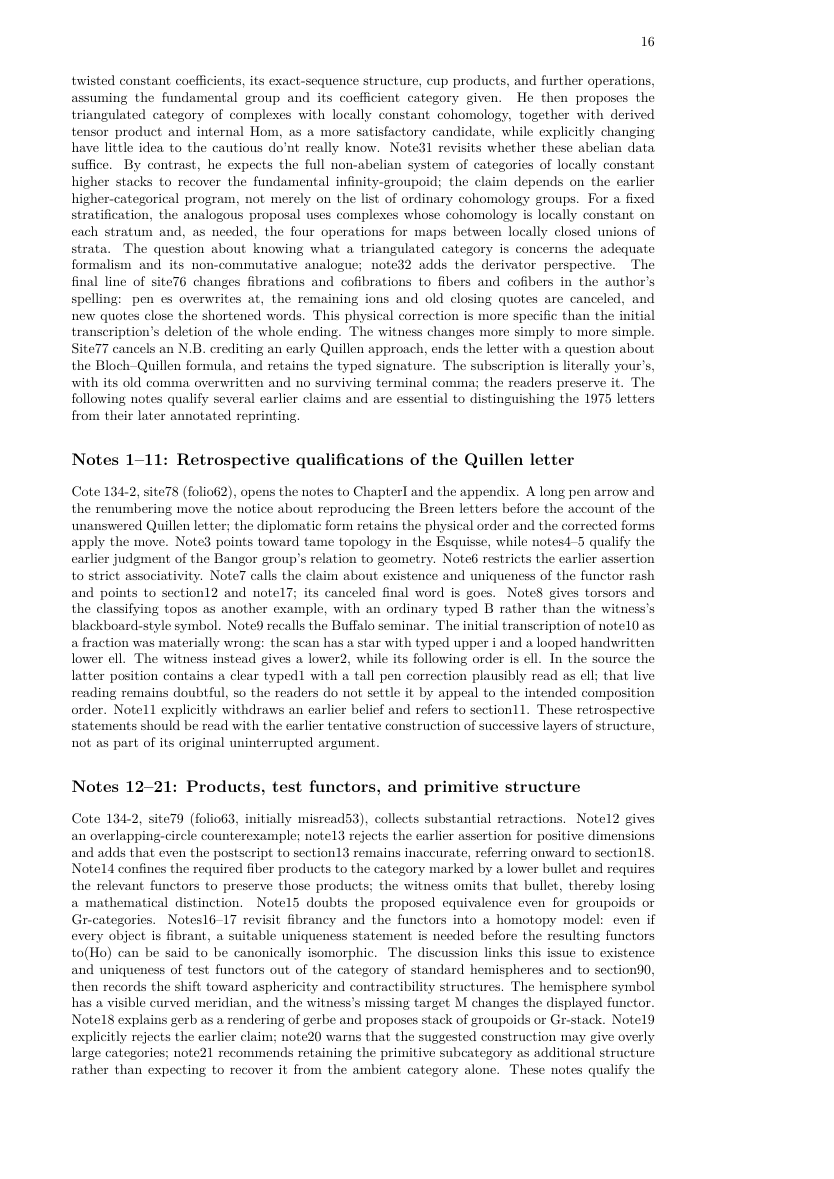 16
twisted constant coefficients, its exact-sequence structure, cup products, and further operations,
assuming the fundamental group and its coefficient category given. He then proposes the
triangulated category of complexes with locally constant cohomology, together with derived
tensor product and internal Hom, as a more satisfactory candidate, while explicitly changing
have little idea to the cautious do'nt really know. Note31 revisits whether these abelian data
suffice. By contrast, he expects the full non-abelian system of categories of locally constant
higher stacks to recover the fundamental infinity-groupoid; the claim depends on the earlier
higher-categorical program, not merely on the list of ordinary cohomology groups. For a fixed
stratification, the analogous proposal uses complexes whose cohomology is locally constant on
each stratum and, as needed, the four operations for maps between locally closed unions of
strata. The question about knowing what a triangulated category is concerns the adequate
formalism and its non-commutative analogue; note32 adds the derivator perspective. The
final line of site76 changes fibrations and cofibrations to fibers and cofibers in the author's
spelling: pen es overwrites at, the remaining ions and old closing quotes are canceled, and
new quotes close the shortened words. This physical correction is more specific than the initial
transcription's deletion of the whole ending. The witness changes more simply to more simple.
Site77 cancels an N.B. crediting an early Quillen approach, ends the letter with a question about
the Bloch–Quillen formula, and retains the typed signature. The subscription is literally your's,
with its old comma overwritten and no surviving terminal comma; the readers preserve it. The
following notes qualify several earlier claims and are essential to distinguishing the 1975 letters
from their later annotated reprinting.
Notes 1–11: Retrospective qualifications of the Quillen letter
Cote 134-2, site78 (folio62), opens the notes to ChapterI and the appendix. A long pen arrow and
the renumbering move the notice about reproducing the Breen letters before the account of the
unanswered Quillen letter; the diplomatic form retains the physical order and the corrected forms
apply the move. Note3 points toward tame topology in the Esquisse, while notes4–5 qualify the
earlier judgment of the Bangor group's relation to geometry. Note6 restricts the earlier assertion
to strict associativity. Note7 calls the claim about existence and uniqueness of the functor rash
and points to section12 and note17; its canceled final word is goes. Note8 gives torsors and
the classifying topos as another example, with an ordinary typed B rather than the witness's
blackboard-style symbol. Note9 recalls the Buffalo seminar. The initial transcription of note10 as
a fraction was materially wrong: the scan has a star with typed upper i and a looped handwritten
lower ell. The witness instead gives a lower2, while its following order is ell. In the source the
latter position contains a clear typed1 with a tall pen correction plausibly read as ell; that live
reading remains doubtful, so the readers do not settle it by appeal to the intended composition
order. Note11 explicitly withdraws an earlier belief and refers to section11. These retrospective
statements should be read with the earlier tentative construction of successive layers of structure,
not as part of its original uninterrupted argument.
Notes 12–21: Products, test functors, and primitive structure
Cote 134-2, site79 (folio63, initially misread53), collects substantial retractions. Note12 gives
an overlapping-circle counterexample; note13 rejects the earlier assertion for positive dimensions
and adds that even the postscript to section13 remains inaccurate, referring onward to section18.
Note14 confines the required fiber products to the category marked by a lower bullet and requires
the relevant functors to preserve those products; the witness omits that bullet, thereby losing
a mathematical distinction. Note15 doubts the proposed equivalence even for groupoids or
Gr-categories. Notes16–17 revisit fibrancy and the functors into a homotopy model: even if
every object is fibrant, a suitable uniqueness statement is needed before the resulting functors
to(Ho) can be said to be canonically isomorphic. The discussion links this issue to existence
and uniqueness of test functors out of the category of standard hemispheres and to section90,
then records the shift toward asphericity and contractibility structures. The hemisphere symbol
has a visible curved meridian, and the witness's missing target M changes the displayed functor.
Note18 explains gerb as a rendering of gerbe and proposes stack of groupoids or Gr-stack. Note19
explicitly rejects the earlier claim; note20 warns that the suggested construction may give overly
large categories; note21 recommends retaining the primitive subcategory as additional structure
rather than expecting to recover it from the ambient category alone. These notes qualify the